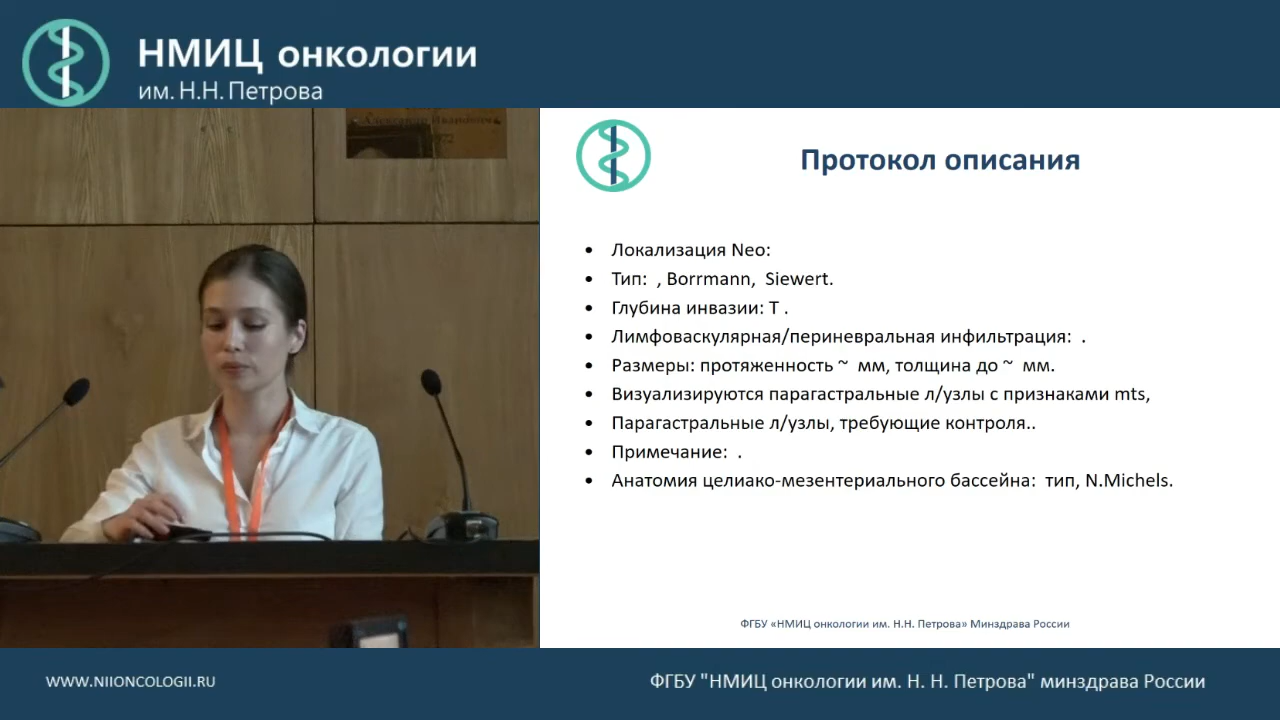 НМИЦ онкологии
им. Н.Н. Петрова
Александр Иванович
Протокол описания
• Локализация Neo:
• Тип:  , Borrmann,  Siewert.
• Глубина инвазии: Т .
• Лимфоваскулярная/периневральная инфильтрация:  .
• Размеры: протяженность ~  мм, толщина до ~  мм.
• Визуализируются парагастральные л/узлы с признаками mts,
• Парагастральные л/узлы, требующие контроля..
• Примечание:  .
• Анатомия целиако-мезентериального бассейна:  тип, N.Michels.
ФГБУ «НМИЦ онкологии им. Н.Н. Петрова» Минздрава России
WWW.NIIONCOLOGII.RU
ФГБУ "НМИЦ онкологии им. Н. Н. Петрова" минздрава России